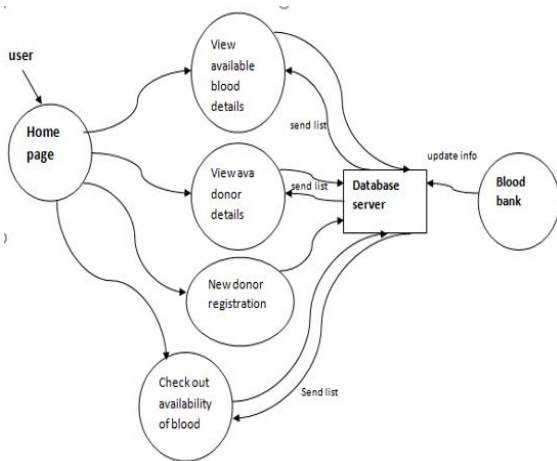 user
Home
page
View
available
blood
details
send list
View ava
donor
details
send list
Database
server
update info
Blood
bank
New donor
registration
Check out
availability
of blood
Send list